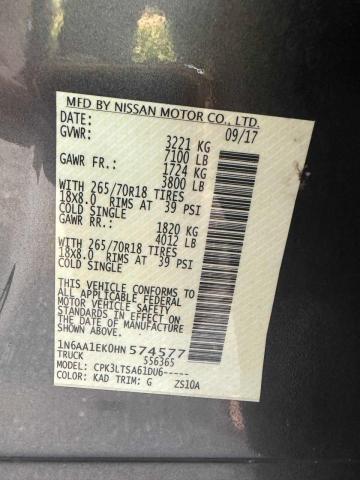 MFD BY NISSAN MOTOR CO., LTD.
DATE: 09/17
GVWR: 3221 KG
7100 LB
GAWR FR.: 1724 KG
3800 LB
WITH 265/70R18 TIRES
18X8.0 RIMS AT 39 PSI
COLD SINGLE
GAWR RR.: 1820 KG
4012 LB
WITH 265/70R18 TIRES
18X8.0 RIMS AT 39 PSI
COLD SINGLE
THIS VEHICLE CONFORMS TO
ALL APPLICABLE FEDERAL
MOTOR VEHICLE SAFETY
STANDARDS IN EFFECT ON
THE DATE OF MANUFACTURE
SHOWN ABOVE.
1N6AA1EK0HN574577
TRUCK 556365
MODEL: CPK3LTSA61DU6-----
COLOR: KAD TRIM: G ZS10A